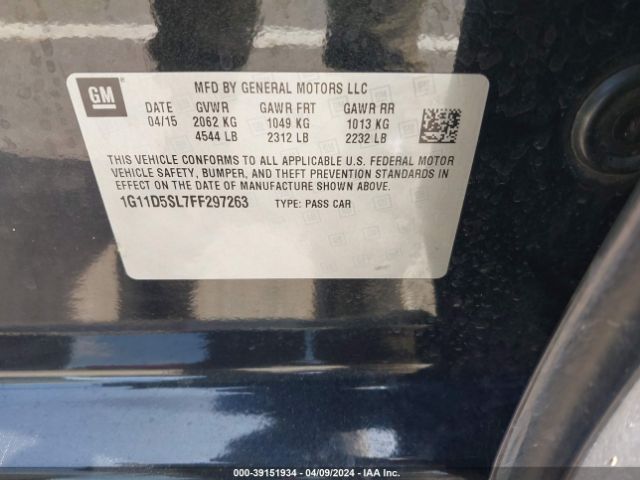 GM
MFD BY GENERAL MOTORS LLC
DATE GVWR GAWR FRT GAWR RR
04/15 2062 KG 1049 KG 1013 KG
4544 LB 2312 LB 2232 LB
THIS VEHICLE CONFORMS TO ALL APPLICABLE U.S. FEDERAL MOTOR
VEHICLE SAFETY, BUMPER, AND THEFT PREVENTION STANDARDS IN
EFFECT ON THE DATE OF MANUFACTURE SHOWN ABOVE.
1G11D5SL7FF297263 TYPE: PASS CAR
000-39151934 | 04/09/2024 - IAA Inc.